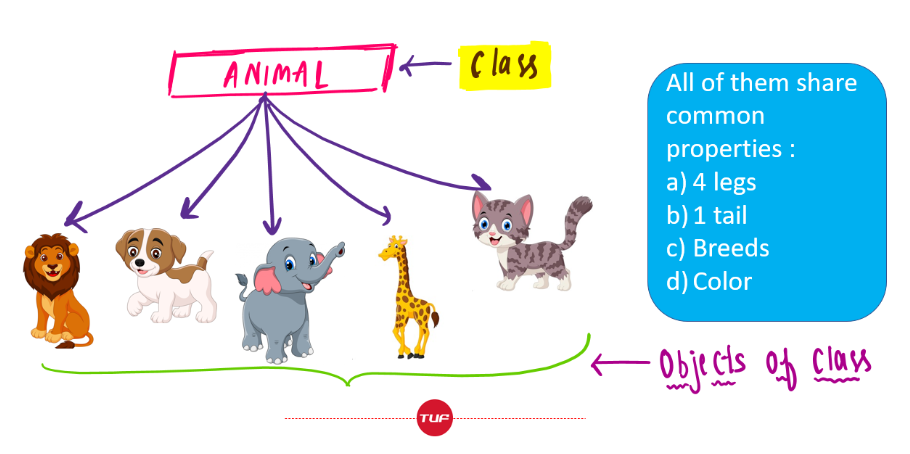 ANIMAL
Class
All of them share
common
properties :
a) 4 legs
b) 1 tail
c) Breeds
d) Color
Objects of class
TUF